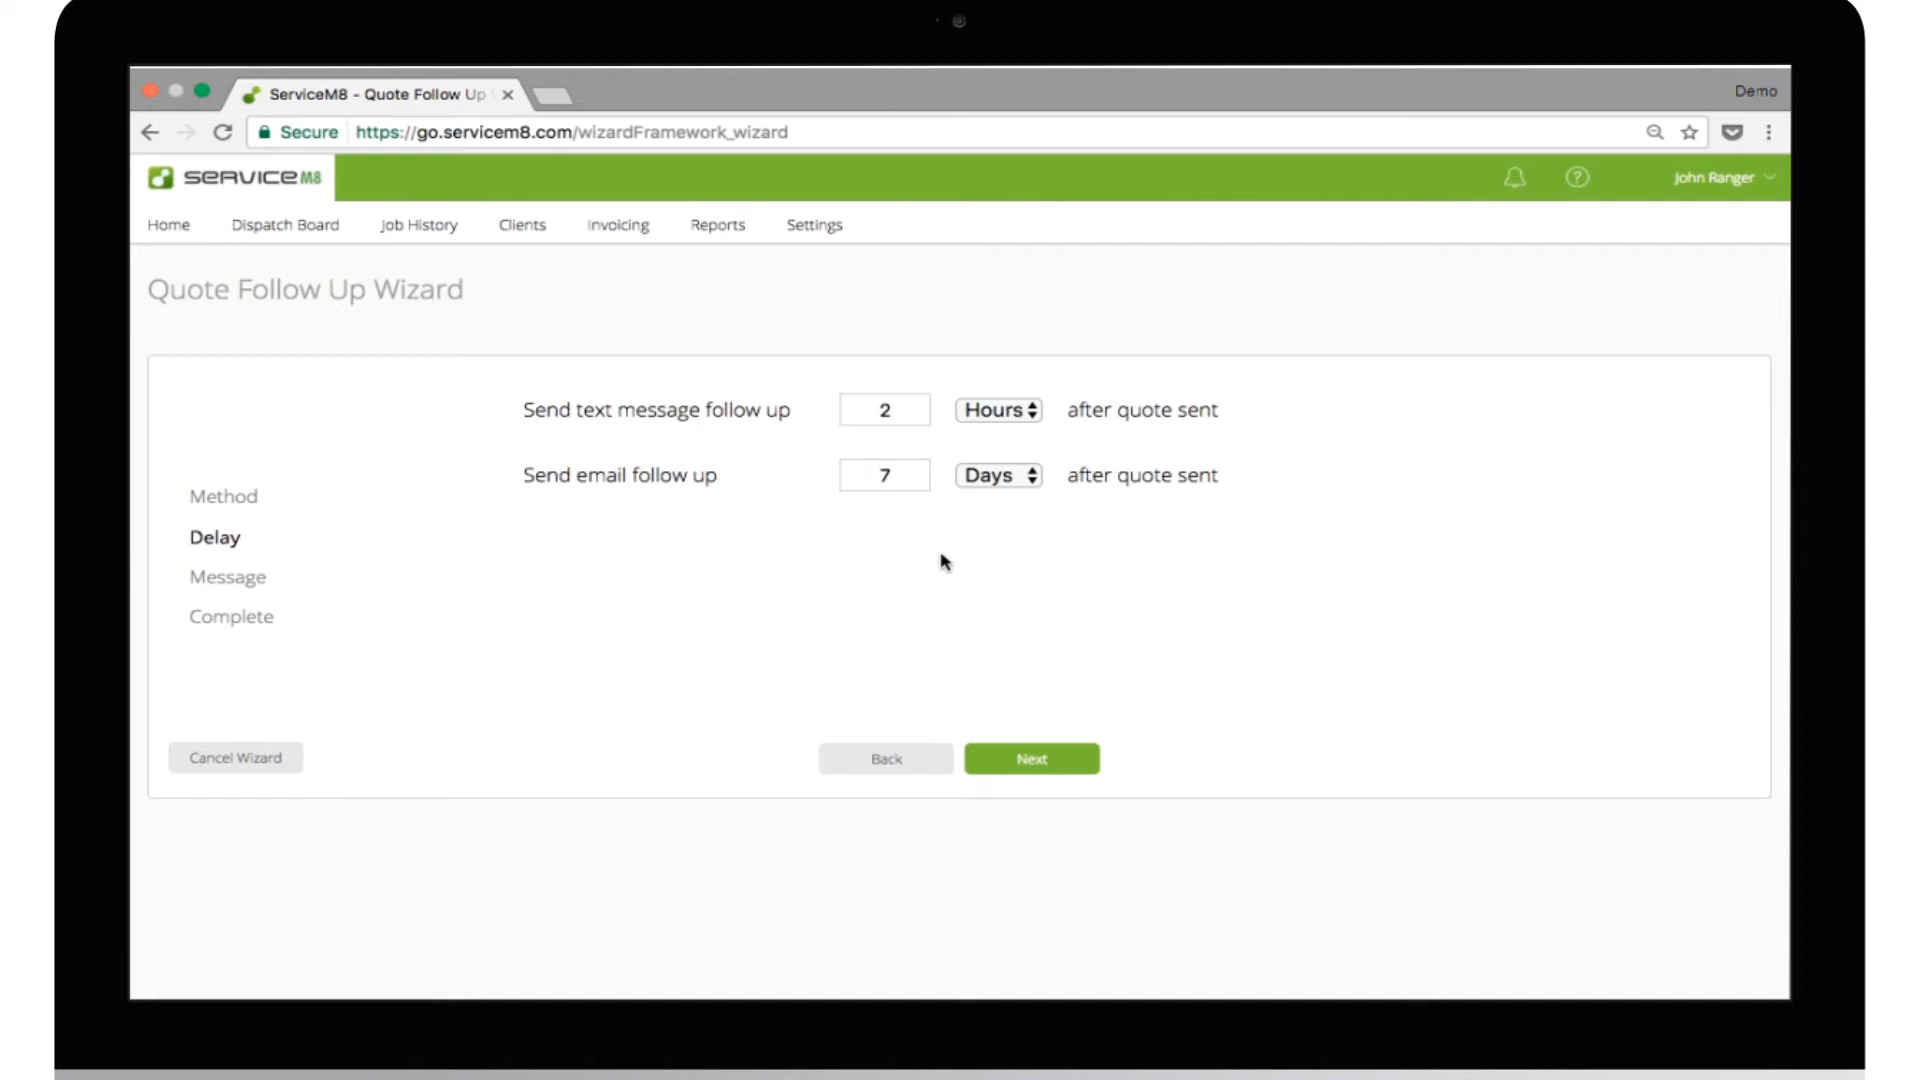 ServiceM8 - Quote Follow Up
Demo
Secure https://go.servicem8.com/wizardFramework_wizard
SERVICEM8
John Ranger
Home Dispatch Board Job History Clients Invoicing Reports Settings
Quote Follow Up Wizard
Send text message follow up 2 Hours after quote sent
Send email follow up 7 Days after quote sent
Method
Delay
Message
Complete
Cancel Wizard Back Next